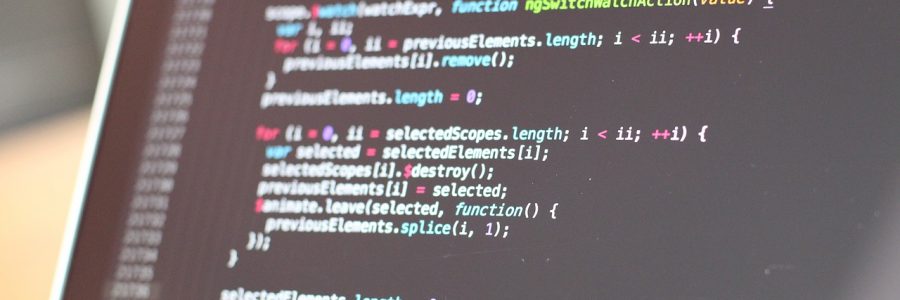 scope.$watch(watchExpr, function ngSwitchWatchAction(value) {
var i, ii;
for (i = 0, ii = previousElements.length; i < ii; ++i) {
previousElements[i].remove();
}
previousElements.length = 0;
for (i = 0, ii = selectedScopes.length; i < ii; ++i) {
var selected = selectedElements[i];
selectedScopes[i].$destroy();
previousElements[i] = selected;
$animate.leave(selected, function() {
previousElements.splice(i, 1);
});
}
selectedElements.length